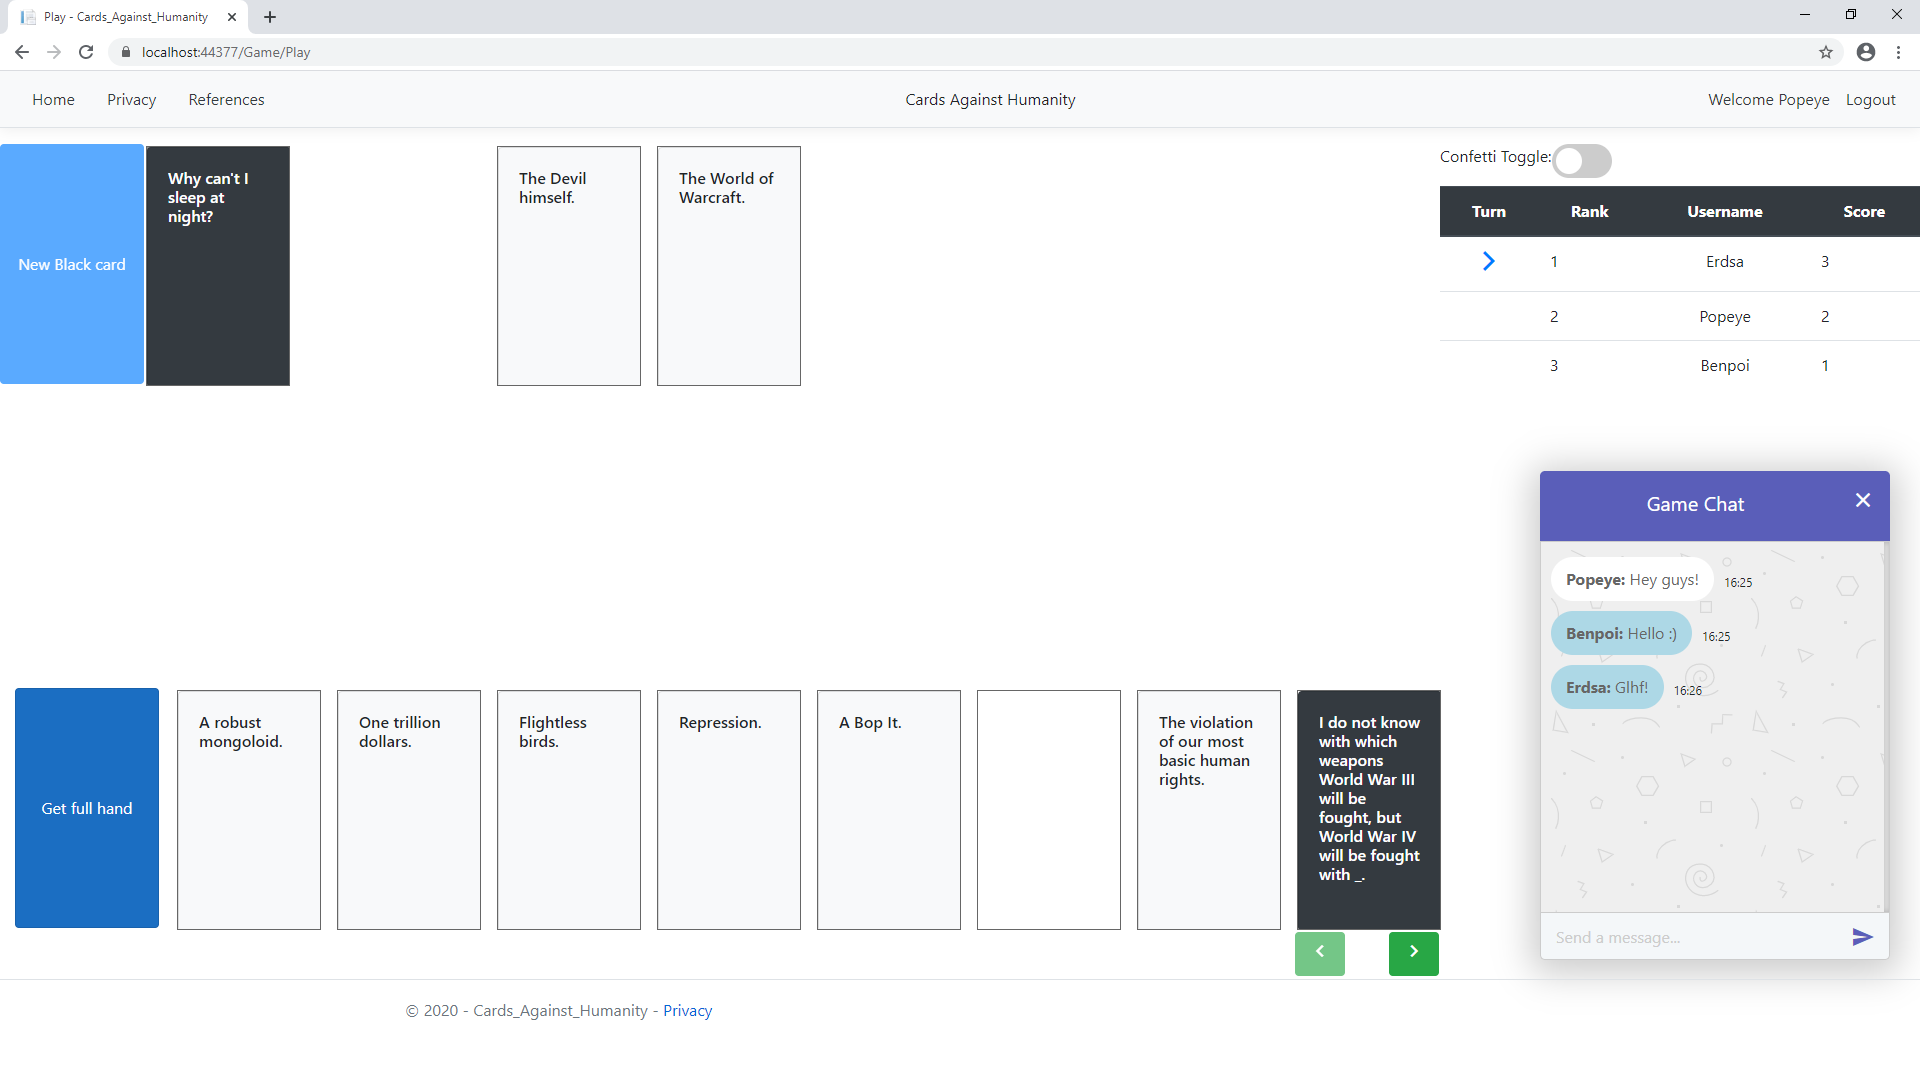 Play - Cards_Against_Humanity
localhost:44377/Game/Play
Home Privacy References
Cards Against Humanity
Welcome Popeye Logout
New Black card
Why can't I
sleep at
night?
The Devil
himself.
The World of
Warcraft.
Confetti Toggle:
Turn Rank Username Score
1 Erdsa 3
2 Popeye 2
3 Benpoi 1
Game Chat
Popeye: Hey guys! 16:25
Benpoi: Hello :) 16:25
Erdsa: Glhf! 16:26
Send a message...
Get full hand
A robust
mongoloid.
One trillion
dollars.
Flightless
birds.
Repression.
A Bop It.
The violation
of our most
basic human
rights.
I do not know
with which
weapons
World War III
will be
fought, but
World War IV
will be fought
with _.
© 2020 - Cards_Against_Humanity - Privacy